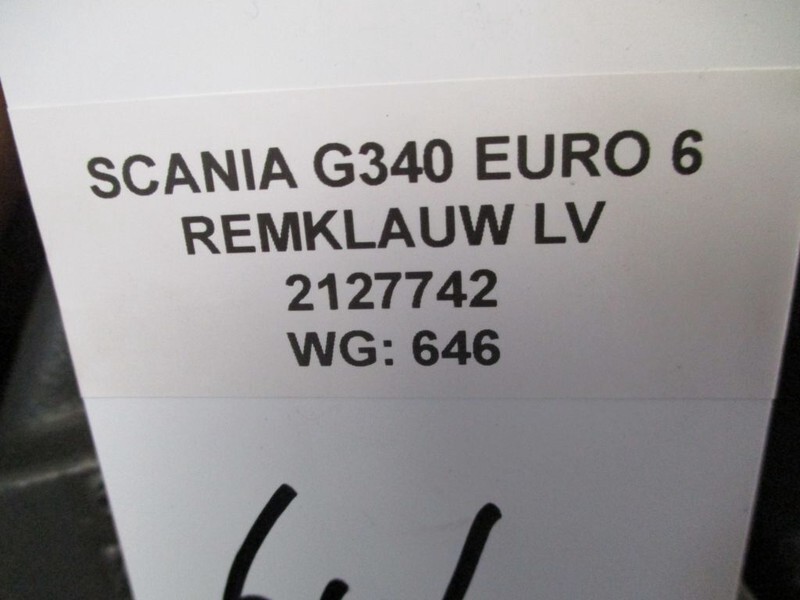 SCANIA G340 EURO 6
REMKLAUW LV
2127742
WG: 646